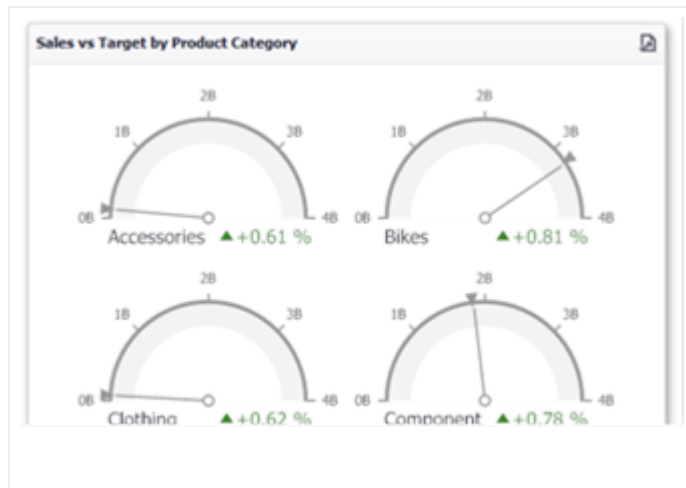 Sales vs Target by Product Category
2B
2B
1B
3B
1B
3B
0B
4B
0B
4B
Accessories ▲+0.61 %
Bikes ▲+0.81 %
2B
2B
1B
3B
1B
3B
0B
4B
0B
4B
Clothing ▲+0.62 %
Component ▲+0.78 %